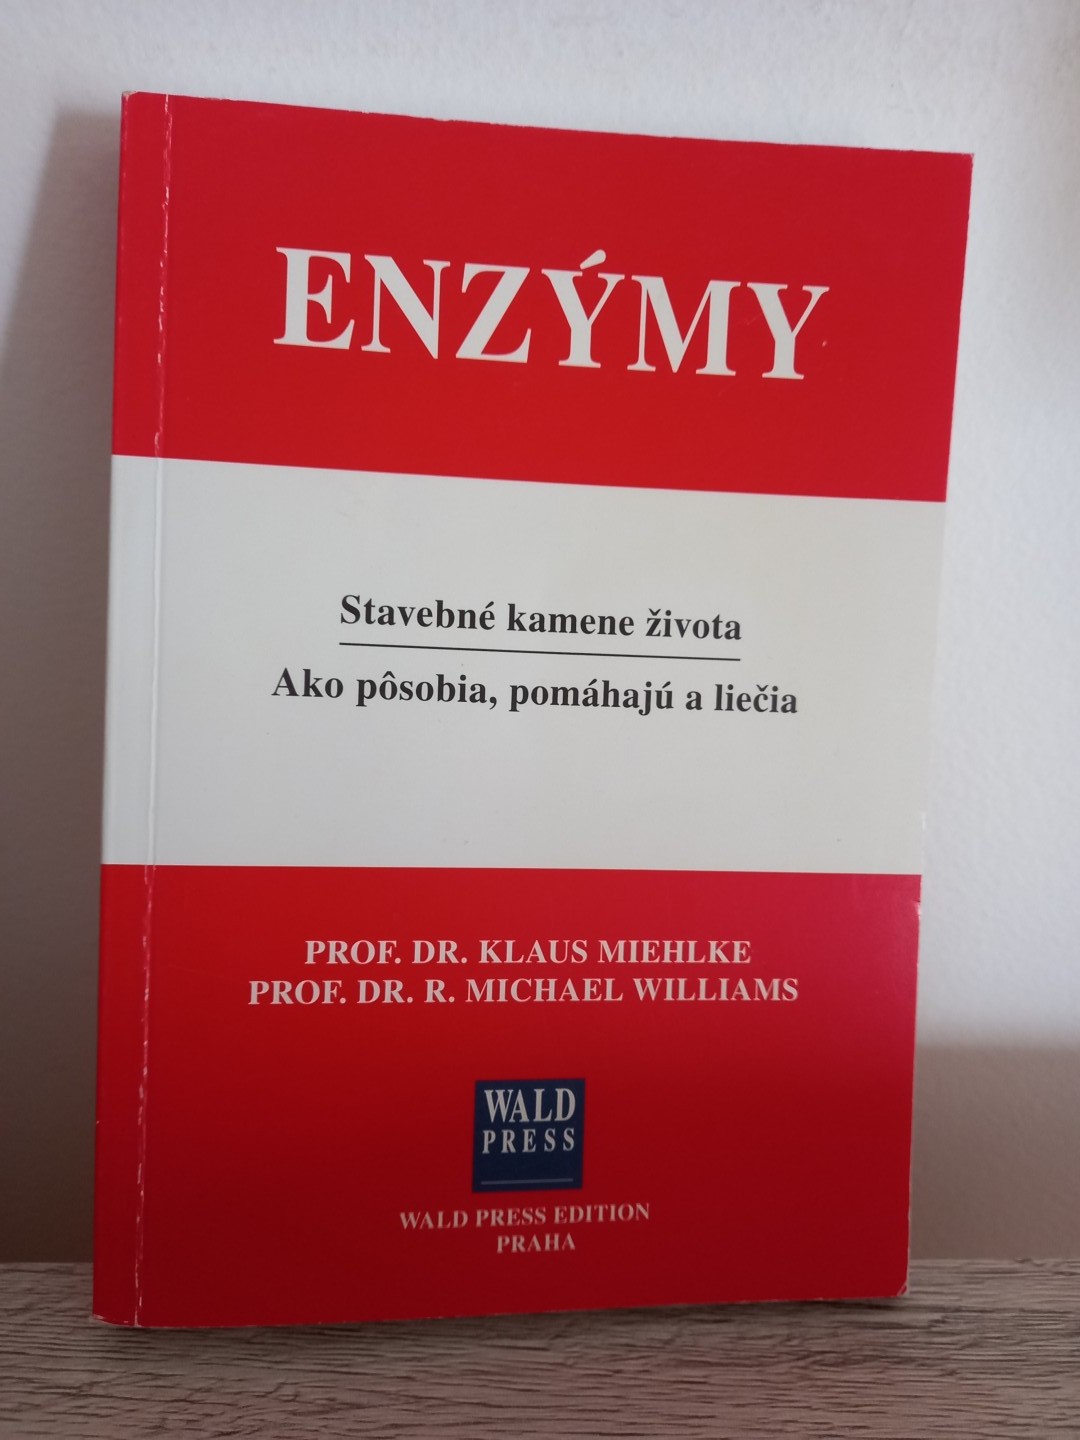 ENZÝMY
Stavebné kamene života
Ako pôsobia, pomáhajú a liečia
PROF. DR. KLAUS MIEHLKE
PROF. DR. R. MICHAEL WILLIAMS
WALD
PRESS
WALD PRESS EDITION
PRAHA